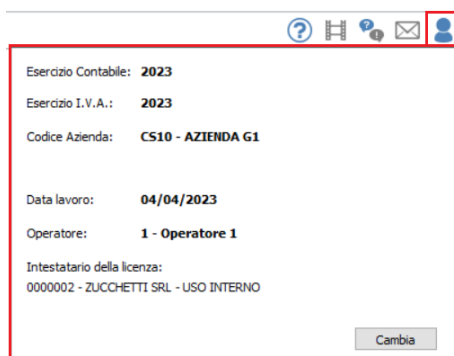 Esercizio Contabile: 2023
Esercizio I.V.A.: 2023
Codice Azienda: CS10 - AZIENDA G1
Data lavoro: 04/04/2023
Operatore: 1 - Operatore 1
Intestatario della licenza:
0000002 - ZUCCHETTI SRL - USO INTERNO
Cambia